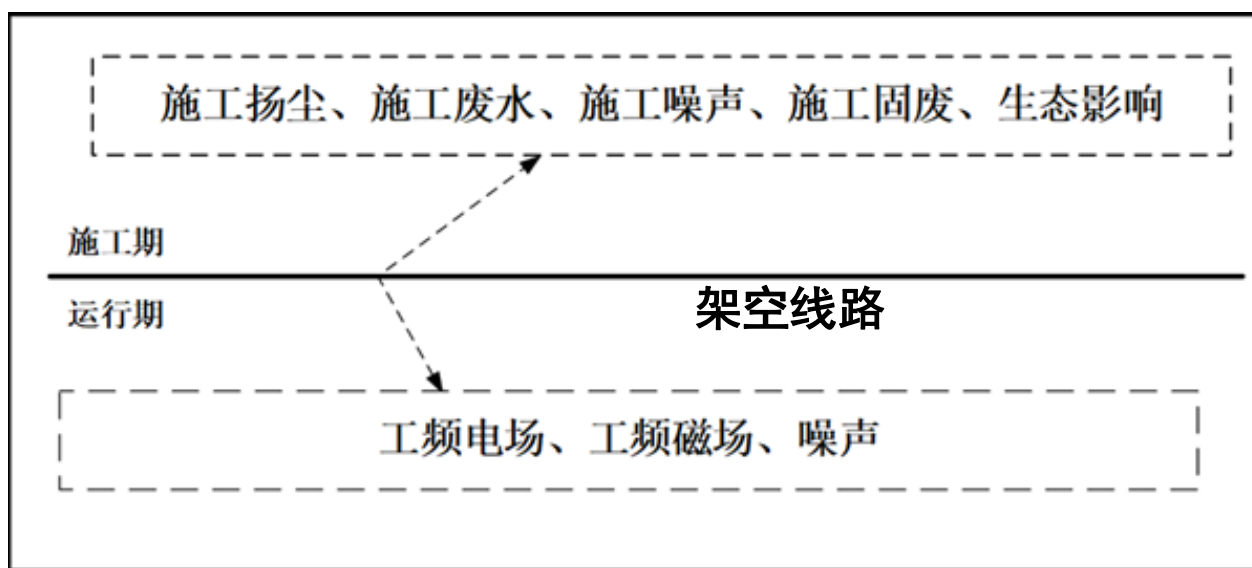 施工扬尘、施工废水、施工噪声、施工固废、生态影响
施工期
运行期
架空线路
工频电场、工频磁场、噪声